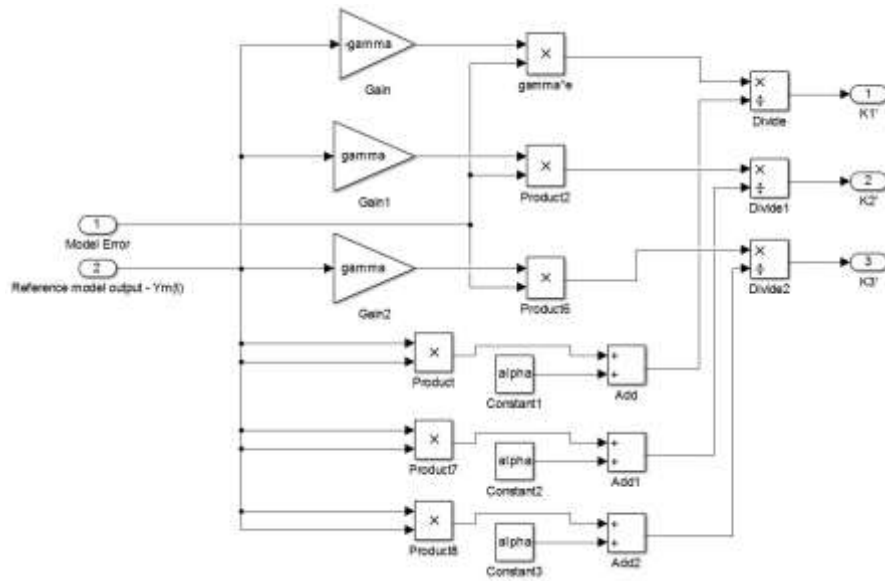 -gamma
Gain
×
gamma*e
×
÷
Divide
1
K1'
gamma
Gain1
×
Product2
×
÷
Divide1
2
K2'
1
Model Error
2
Reference model output - Ym(t)
gamma
Gain2
×
Product6
×
÷
Divide2
3
K3'
×
Product
alpha
Constant1
+
+
Add
×
Product7
alpha
Constant2
+
+
Add1
×
Product8
alpha
Constant3
+
+
Add2